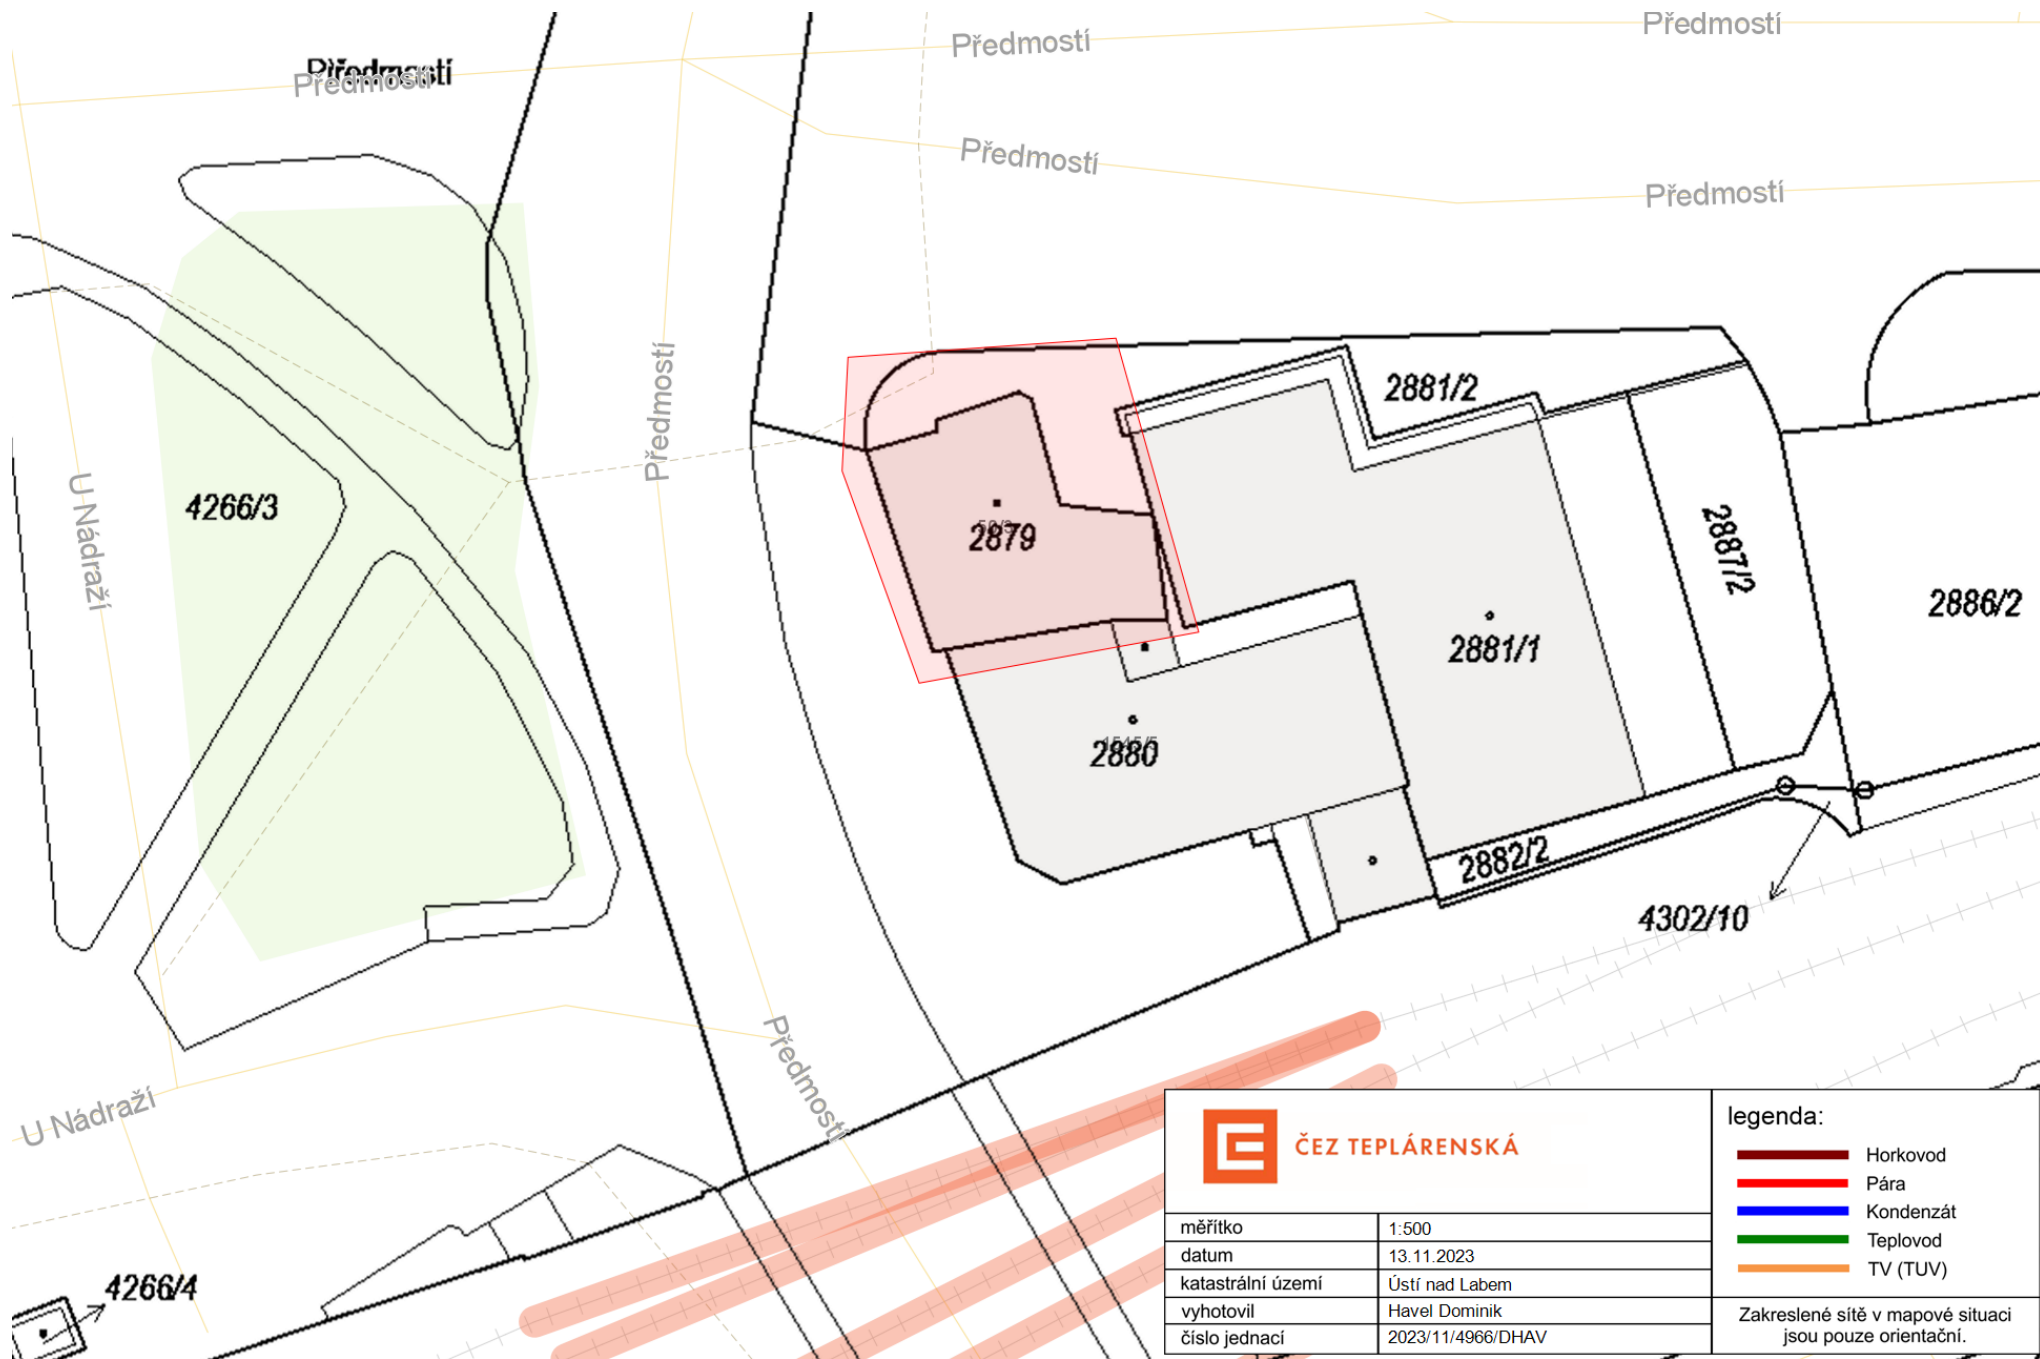 Předmostí
Předmostí
Předmostí
Předmostí
Předmostí
Předmostí
Předmostí
U Nádraží
4266/3
2881/2
2879
2887/2
2886/2
2881/1
2880
2882/2
4302/10
Předmostí
U Nádraží
4266/4
ČEZ TEPLÁRENSKÁ
měřítko 1:500
datum 13.11.2023
katastrální území Ústí nad Labem
vyhotovil Havel Dominik
číslo jednací 2023/11/4966/DHAV
legenda:
Horkovod
Pára
Kondenzát
Teplovod
TV (TUV)
Zakreslené sítě v mapové situaci
jsou pouze orientační.